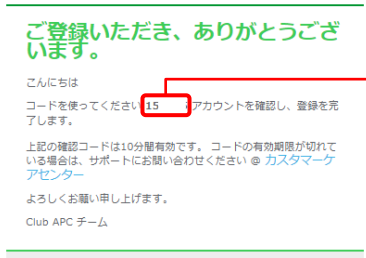 ご登録いただき、ありがとうござ
います。
こんにちは
コードを使ってください 15 アカウントを確認し、登録を完
了します。
上記の確認コードは10分間有効です。 コードの有効期限が切れて
いる場合は、サポートにお問い合わせください @ カスタマーケ
アセンター
よろしくお願い申し上げます。
Club APC チーム